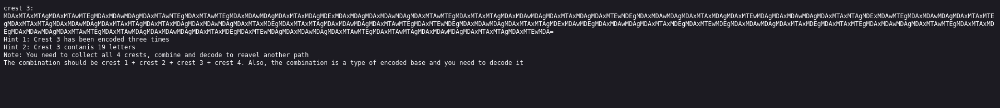 crest 3:
MDAxMTAxMTAgMDAxMTAwMTEgMDAxMDAwMDAgMDAxMTAwMTEgMDAxMTAwMTEgMDAxMDAwMDAgMDAxMTAxMDAgMDExMDAxMDAgMDAxMDAwMDAgMDAxMTAwMTEgMDAxMTAxMTAgMDAxMDAwMDAgMDAxMTAxMDAgMDAxMTEwMDEgMDAxMDAwMDAgMDAxMTAxMDAgMDAxMTEwMDAgMDAxMDAwMDAgMDAxMTAxMTAgMDExMDAwMTEgMDAxMDAwMDAgMDAxMTAxMTE
gMDAxMTAxMTAgMDAxMDAwMDAgMDAxMTAxMTAgMDAxMTAxMDAgMDAxMDAwMDAgMDAxMTAxMDEgMDAxMTAxMTAgMDAxMDAwMDAgMDAxMTAwMTEgMDAxMTEwMDEgMDAxMDAwMDAgMDAxMTAxMTAgMDExMDAwMDEgMDAxMDAwMDAgMDAxMTAxMDEgMDAxMTEwMDEgMDAxMDAwMDAgMDAxMTAxMDEgMDAxMTAxMTEgMDAxMDAwMDAgMDAxMTAwMTEgMDAxMTAxMD
EgMDAxMDAwMDAgMDAxMTAwMTEgMDAxMTAwMDAgMDAxMDAwMDAgMDAxMTAxMDEgMDAxMTEwMDAgMDAxMDAwMDAgMDAxMTAwMTEgMDAxMTAwMTAgMDAxMDAwMDAgMDAxMTAxMTAgMDAxMTEwMDA=
Hint 1: Crest 3 has been encoded three times
Hint 2: Crest 3 contanis 19 letters
Note: You need to collect all 4 crests, combine and decode to reavel another path
The combination should be crest 1 + crest 2 + crest 3 + crest 4. Also, the combination is a type of encoded base and you need to decode it